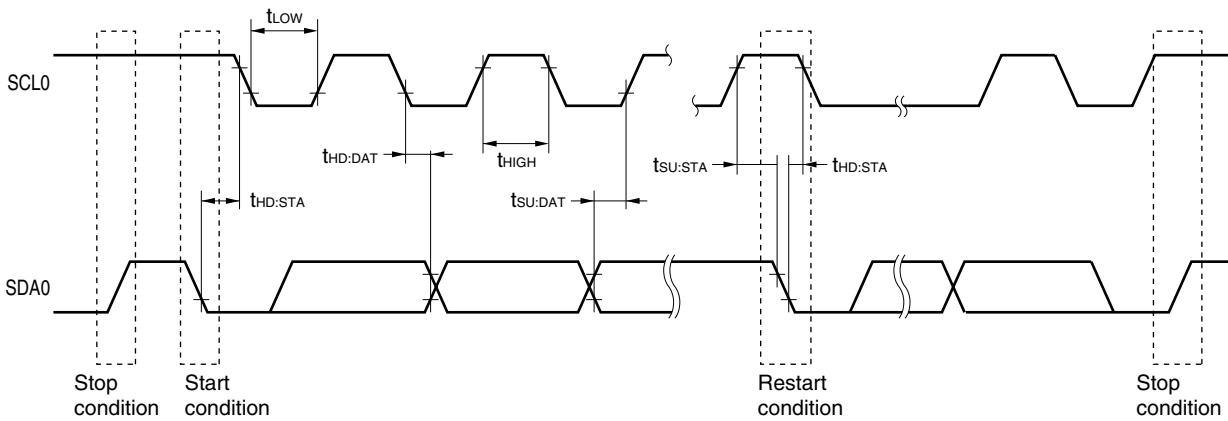 tLOW
SCL0
tHD:DAT
tHIGH
tSU:STA
tHD:STA
tHD:STA
tSU:DAT
SDA0
Stop
condition
Start
condition
Restart
condition
Stop
condition